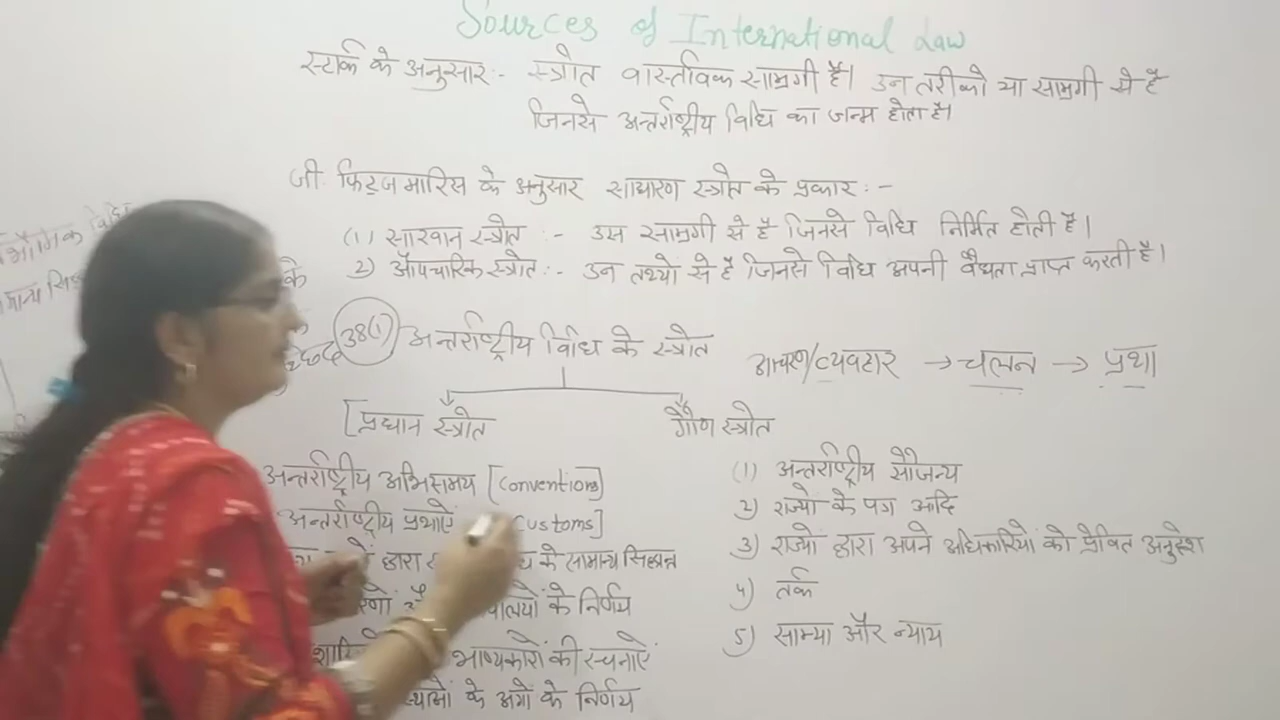 Sources of International Law
स्टार्क के अनुसार:- स्त्रोत वास्तविक सामग्री है। उन तरीको या सामग्री से है
जिनसे अन्तर्राष्ट्रीय विधि का जन्म होता है।
जी. फिट्ज मारिस के अनुसार साधारण स्त्रोत के प्रकार :-
(1) सारवान स्त्रोत :- उस सामग्री से है जिनसे विधि निर्मित होती है।
2) औपचारिक स्त्रोत :- उन तथ्यो से है जिनसे विधि अपनी वैधता प्राप्त करती है।
के
38(1) अन्तर्राष्ट्रीय विधि के स्त्रोत
आचरण/व्यवहार → चलन → प्रथा
[प्रधान स्त्रोत
गौण स्त्रोत
अन्तर्राष्ट्रीय अभिसमय [Conventions]
अन्तर्राष्ट्रीय प्रथाएं Customs]
द्वारा के सामान्य सिद्धान्त
के निर्णय
भाष्यकारों की रचनाएं
के अंगो के निर्णय
(1) अन्तर्राष्ट्रीय सौजन्य
2) राज्यो के पत्र आदि
3) राज्यो द्वारा अपने अधिकारियो को प्रेषित अनुदेश
4) तर्क
5) साम्या और न्याय